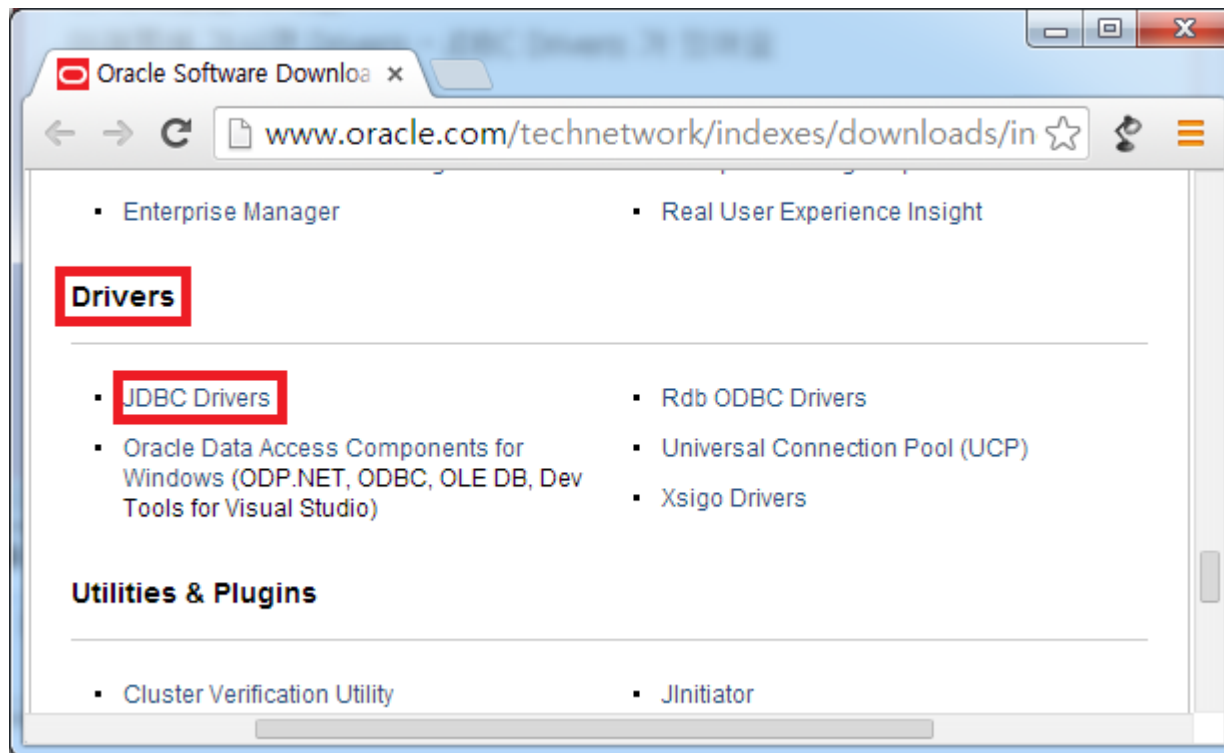 Oracle Software Downloa
www.oracle.com/technetwork/indexes/downloads/in
Enterprise Manager
Real User Experience Insight
Drivers
JDBC Drivers
Rdb ODBC Drivers
Oracle Data Access Components for
Windows (ODP.NET, ODBC, OLE DB, Dev
Tools for Visual Studio)
Universal Connection Pool (UCP)
Xsigo Drivers
Utilities & Plugins
Cluster Verification Utility
JInitiator